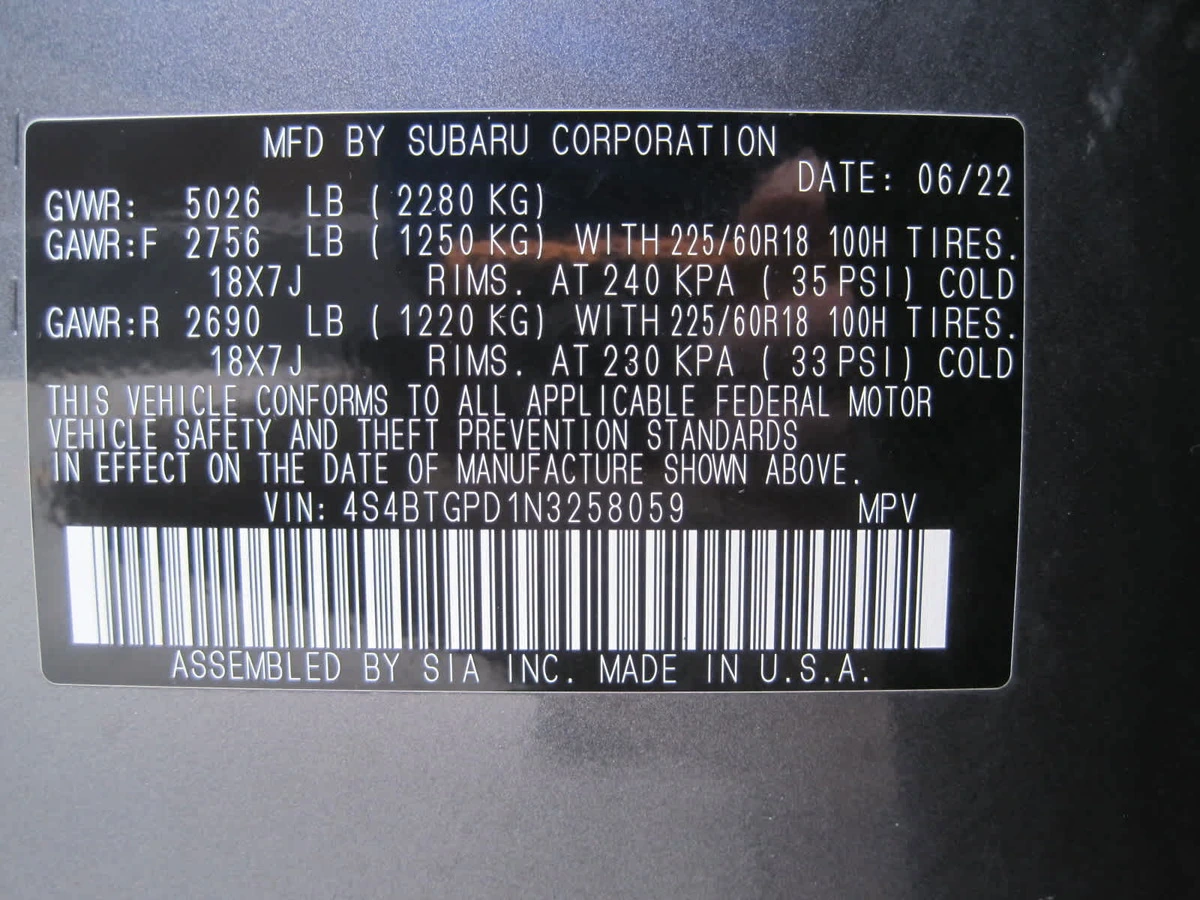 MFD BY SUBARU CORPORATION
DATE: 06/22
GVWR: 5026 LB ( 2280 KG)
GAWR:F 2756 LB ( 1250 KG) WITH 225/60R18 100H TIRES.
18X7J RIMS. AT 240 KPA ( 35 PSI) COLD
GAWR:R 2690 LB ( 1220 KG) WITH 225/60R18 100H TIRES.
18X7J RIMS. AT 230 KPA ( 33 PSI) COLD
THIS VEHICLE CONFORMS TO ALL APPLICABLE FEDERAL MOTOR
VEHICLE SAFETY AND THEFT PREVENTION STANDARDS
IN EFFECT ON THE DATE OF MANUFACTURE SHOWN ABOVE.
VIN: 4S4BTGPD1N3258059 MPV
ASSEMBLED BY SIA INC. MADE IN U.S.A.